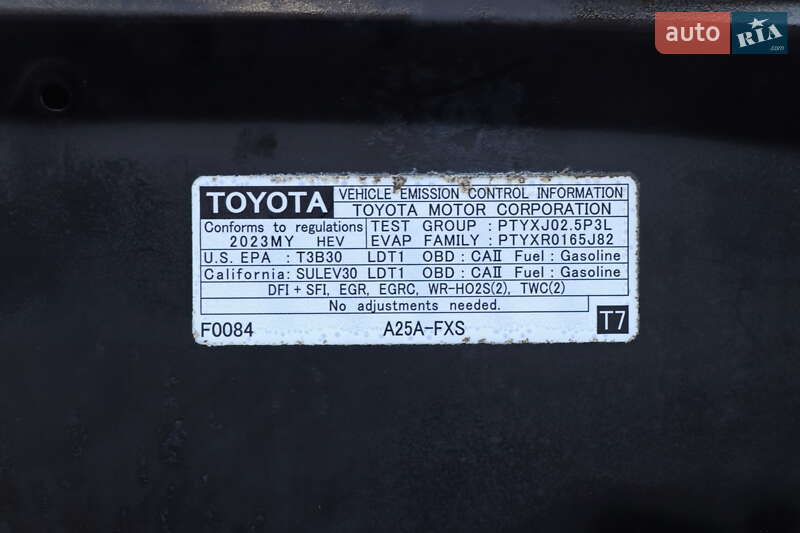 auto RIA.com
TOYOTA VEHICLE EMISSION CONTROL INFORMATION
TOYOTA MOTOR CORPORATION
Conforms to regulations TEST GROUP : PTYXJ02.5P3L
2023MY HEV EVAP FAMILY : PTYXR0165J82
U.S. EPA : T3B30 LDT1 OBD : CAII Fuel : Gasoline
California: SULEV30 LDT1 OBD : CAII Fuel : Gasoline
DFI + SFI, EGR, EGRC, WR-HO2S(2), TWC(2)
No adjustments needed.
F0084 A25A-FXS T7